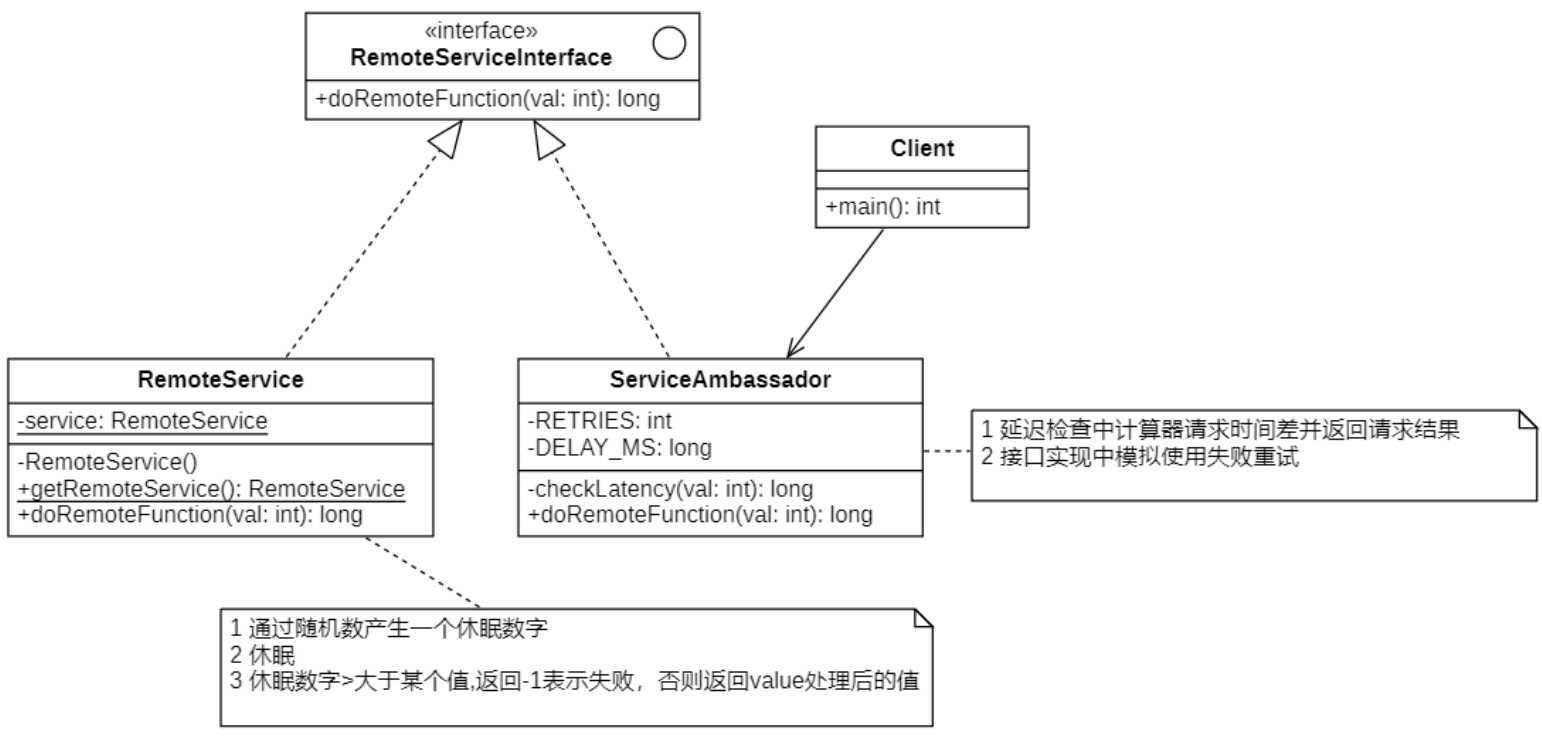 «interface»
RemoteServiceInterface
+doRemoteFunction(val: int): long
Client
+main(): int
RemoteService
-service: RemoteService
-RemoteService()
+getRemoteService(): RemoteService
+doRemoteFunction(val: int): long
ServiceAmbassador
-RETRIES: int
-DELAY_MS: long
-checkLatency(val: int): long
+doRemoteFunction(val: int): long
1 延迟检查中计算器请求时间差并返回请求结果
2 接口实现中模拟使用失败重试
1 通过随机数产生一个休眠数字
2 休眠
3 休眠数字>大于某个值,返回-1表示失败，否则返回value处理后的值